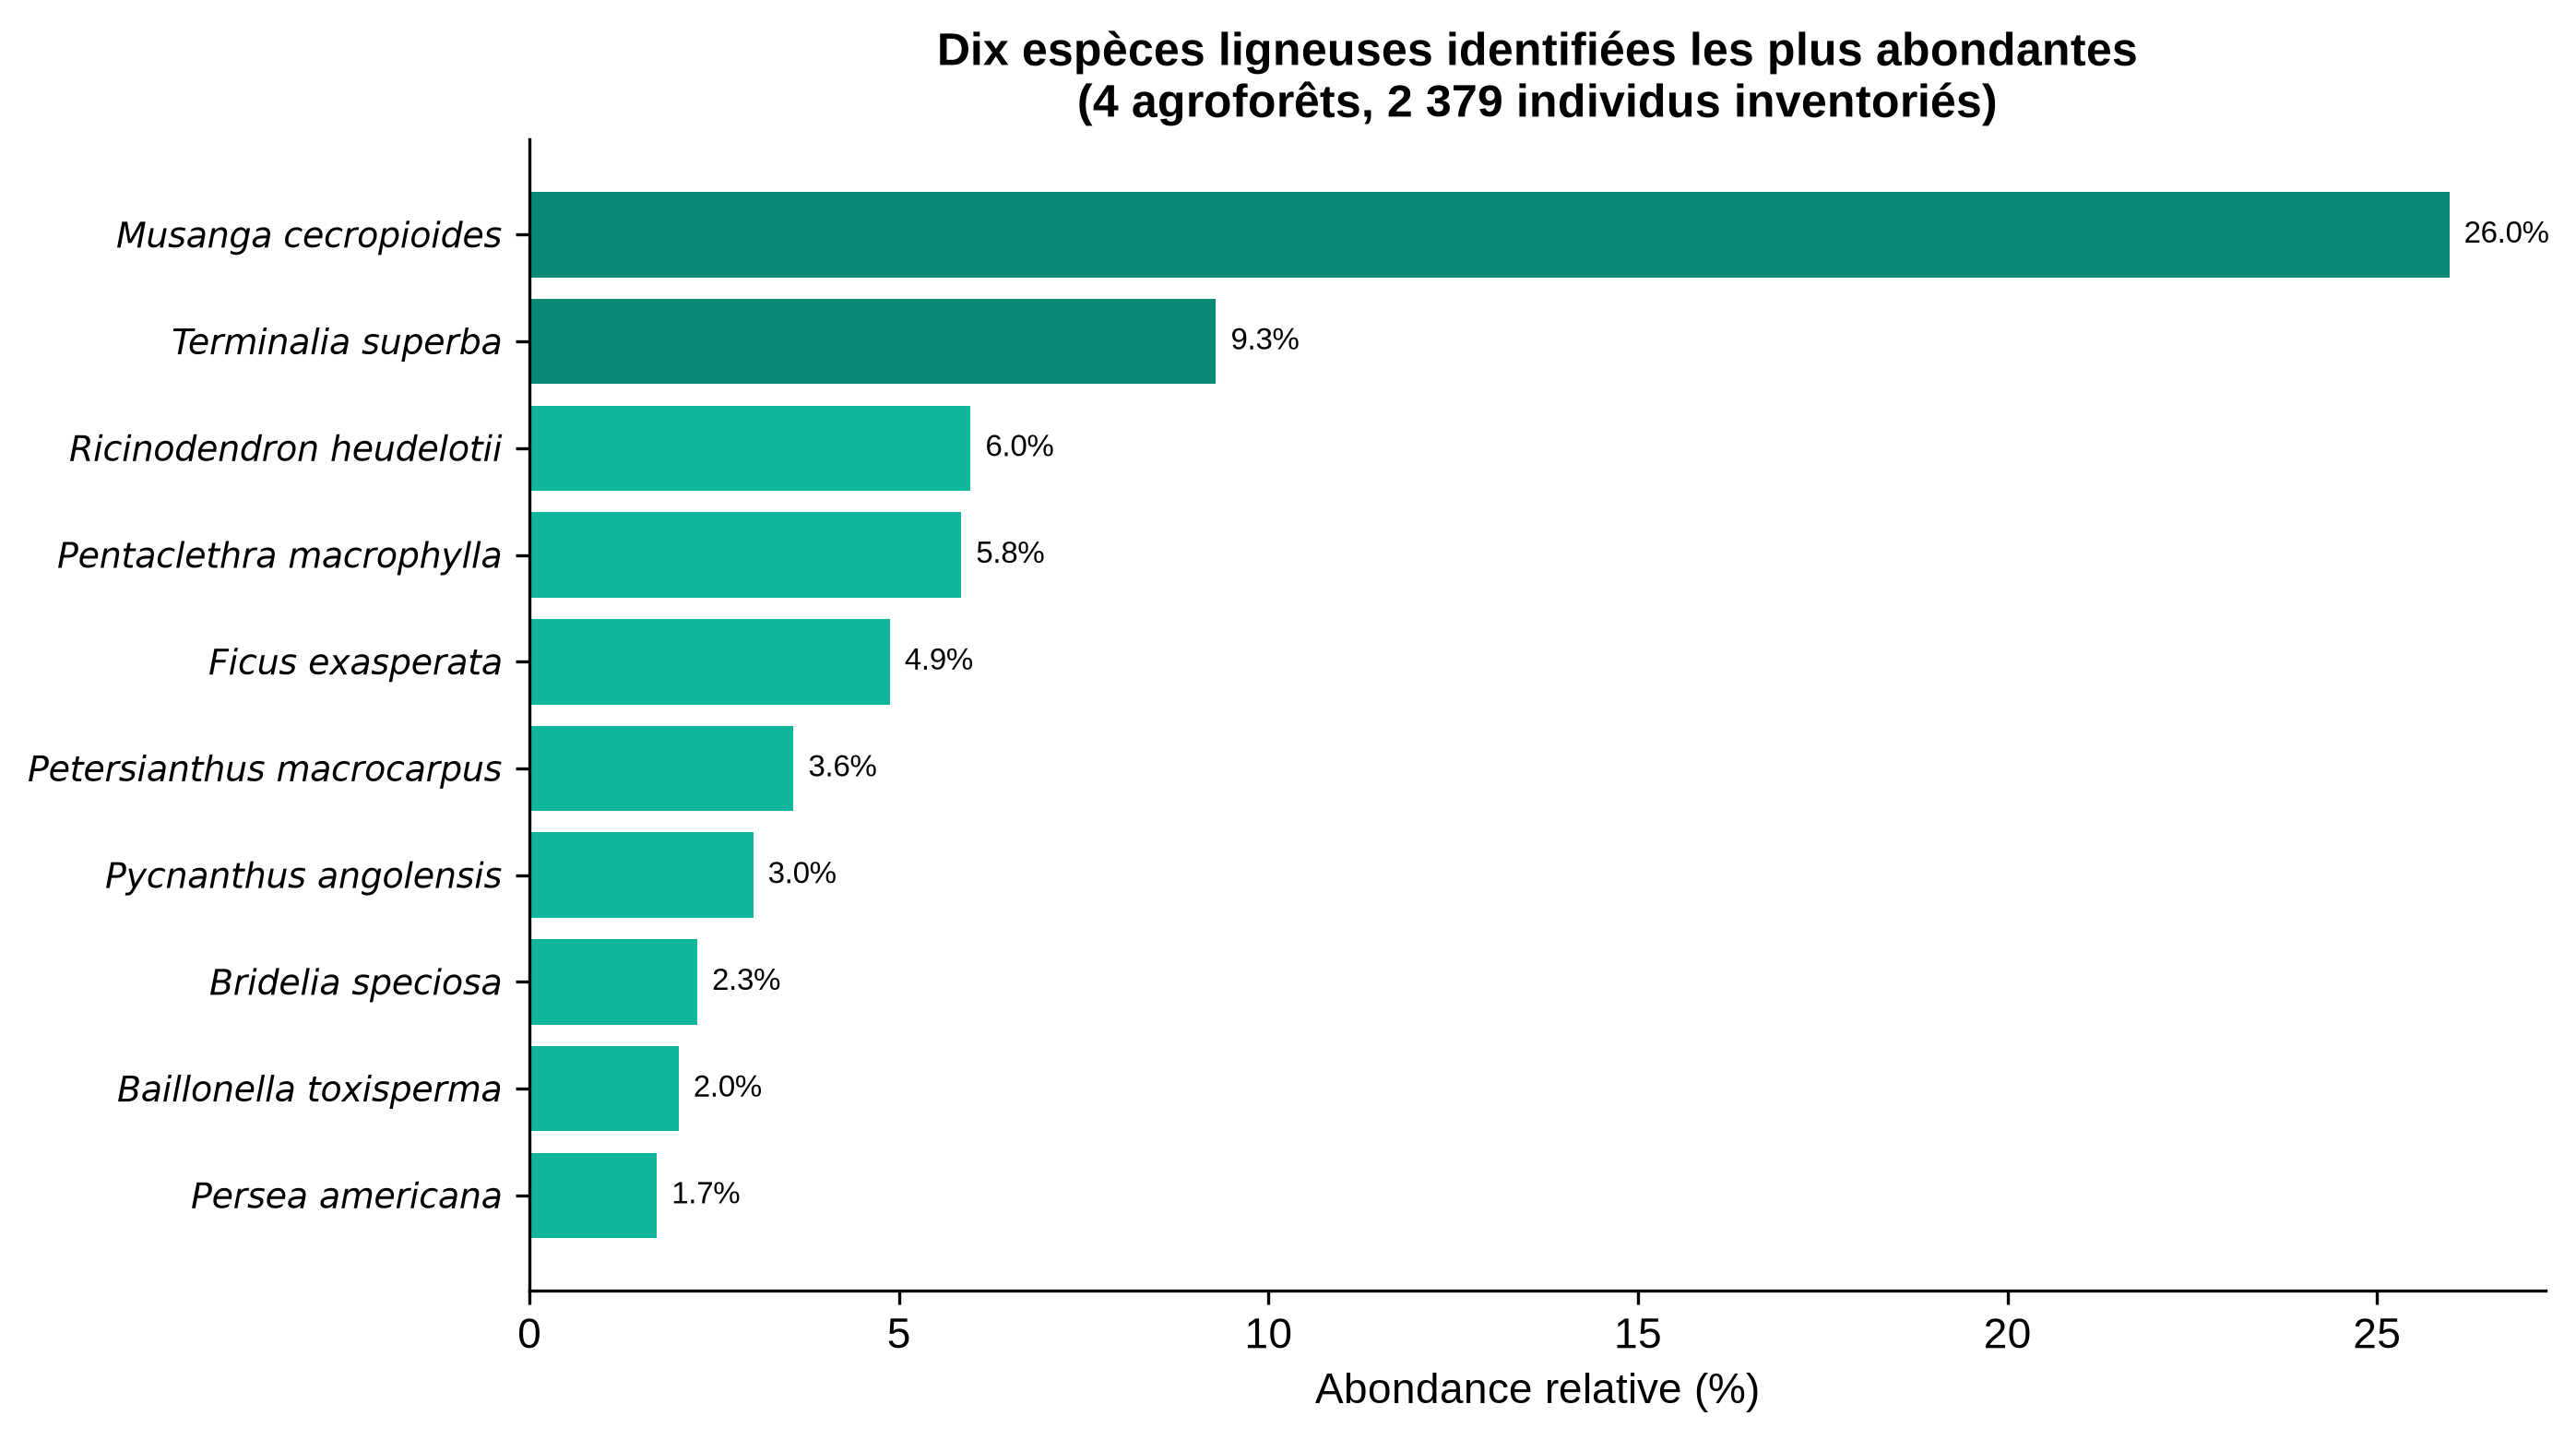 Dix espèces ligneuses identifiées les plus abondantes
(4 agroforêts, 2 379 individus inventoriés)
Musanga cecropioides 26.0%
Terminalia superba 9.3%
Ricinodendron heudelotii 6.0%
Pentaclethra macrophylla 5.8%
Ficus exasperata 4.9%
Petersianthus macrocarpus 3.6%
Pycnanthus angolensis 3.0%
Bridelia speciosa 2.3%
Baillonella toxisperma 2.0%
Persea americana 1.7%
0 5 10 15 20 25
Abondance relative (%)